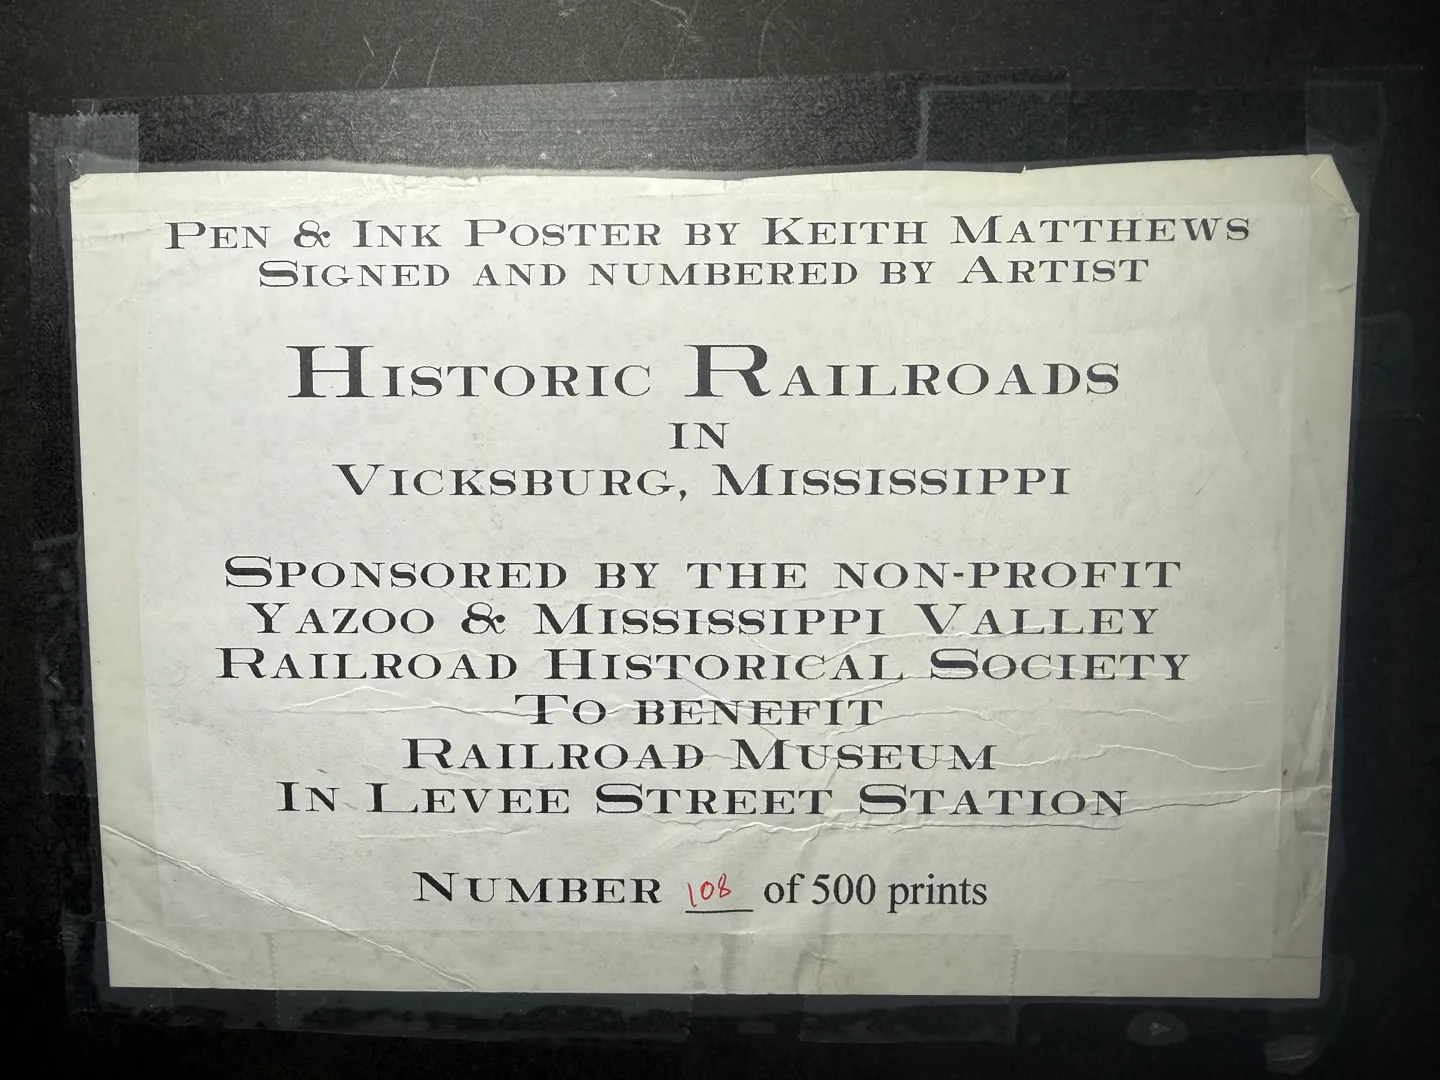 Pen & Ink Poster by Keith Matthews
Signed and numbered by Artist
Historic Railroads
in
Vicksburg, Mississippi
Sponsored by the non-profit
Yazoo & Mississippi Valley
Railroad Historical Society
To benefit
Railroad Museum
In Levee Street Station
Number 108 of 500 prints